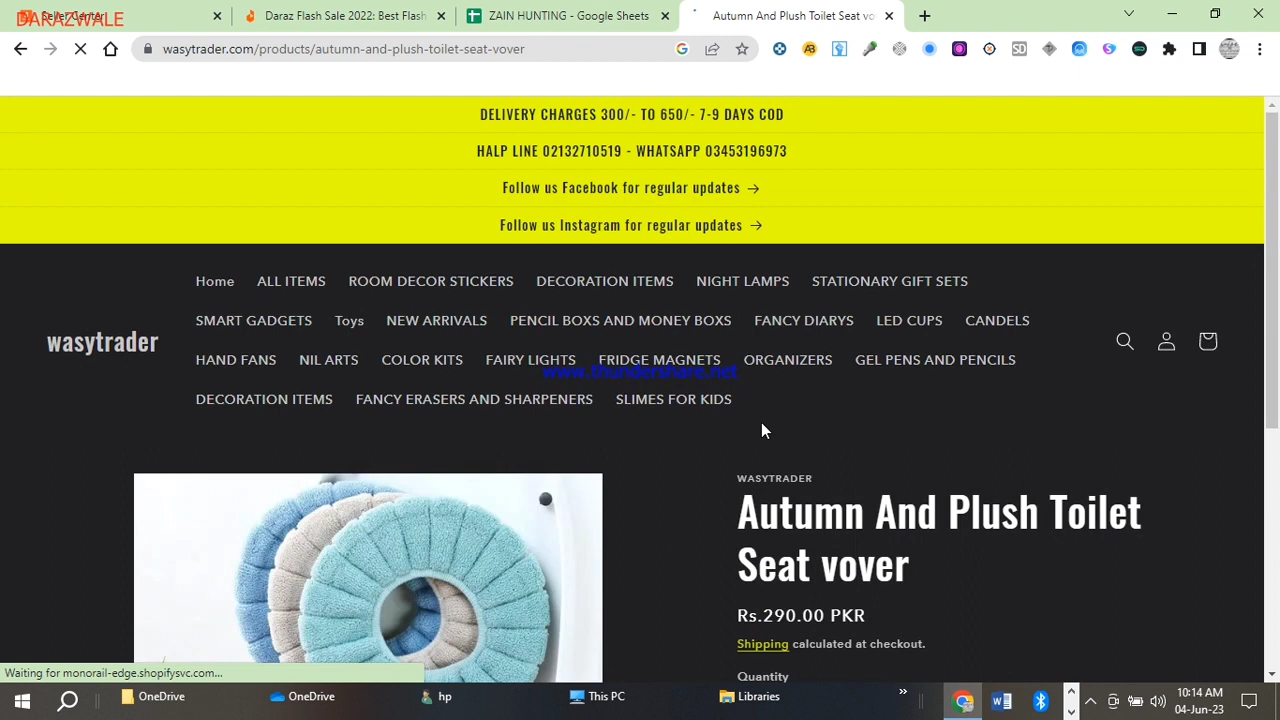 Seller Center
DARAZWALE
Daraz Flash Sale 2022: Best Flash
ZAIN HUNTING - Google Sheets
Autumn And Plush Toilet Seat vo
wasytrader.com/products/autumn-and-plush-toilet-seat-vover
DELIVERY CHARGES 300/- TO 650/- 7-9 DAYS COD
HALP LINE 02132710519 - WHATSAPP 03453196973
Follow us Facebook for regular updates →
Follow us Instagram for regular updates →
wasytrader
Home ALL ITEMS ROOM DECOR STICKERS DECORATION ITEMS NIGHT LAMPS STATIONARY GIFT SETS
SMART GADGETS Toys NEW ARRIVALS PENCIL BOXS AND MONEY BOXS FANCY DIARYS LED CUPS CANDELS
HAND FANS NIL ARTS COLOR KITS FAIRY LIGHTS FRIDGE MAGNETS ORGANIZERS GEL PENS AND PENCILS
www.thundershare.net
DECORATION ITEMS FANCY ERASERS AND SHARPENERS SLIMES FOR KIDS
WASYTRADER
Autumn And Plush Toilet
Seat vover
Rs.290.00 PKR
Shipping calculated at checkout.
Quantity
Waiting for monorail-edge.shopifysvc.com...
OneDrive OneDrive hp This PC Libraries
10:14 AM
04-Jun-23